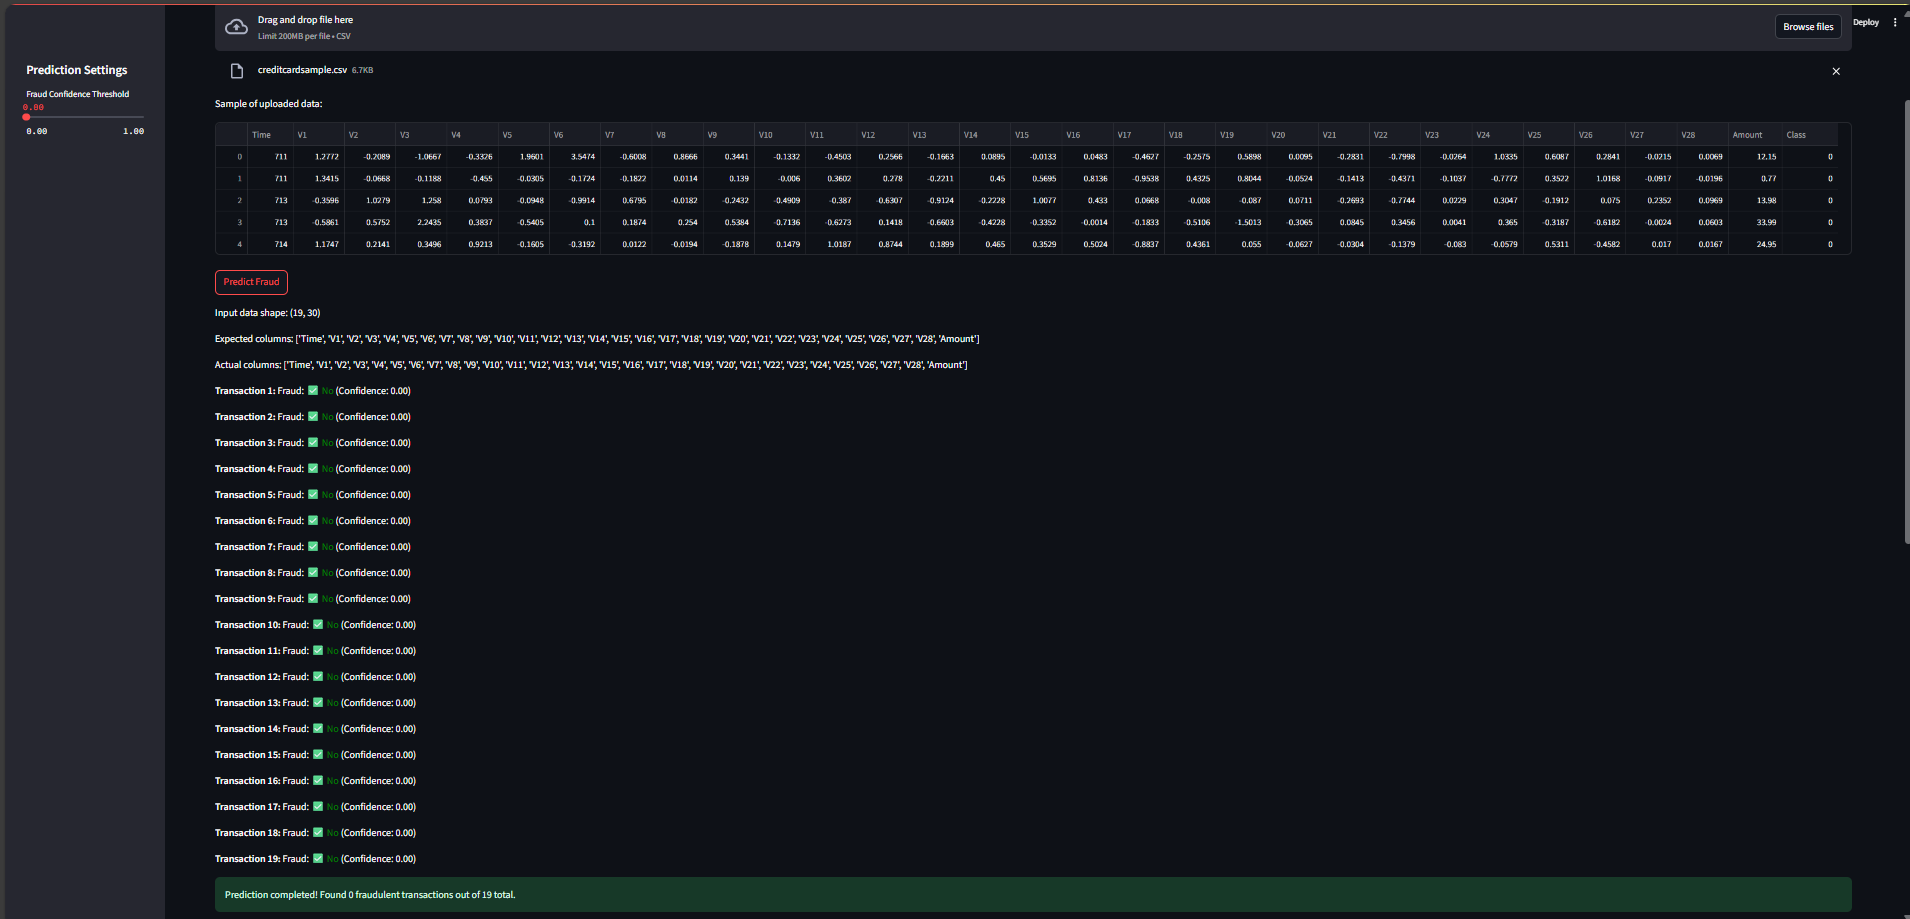 Deploy
Drag and drop file here
Limit 200MB per file • CSV
Browse files
creditcardsample.csv 6.7KB
Prediction Settings
Fraud Confidence Threshold
0.00
0.00 1.00
Sample of uploaded data:
Time V1 V2 V3 V4 V5 V6 V7 V8 V9 V10 V11 V12 V13 V14 V15 V16 V17 V18 V19 V20 V21 V22 V23 V24 V25 V26 V27 V28 Amount Class
0 711 1.2772 -0.2089 -1.0667 -0.3326 1.9601 3.5474 -0.6008 0.8666 0.3441 -0.1332 -0.4503 0.2566 -0.1663 0.0895 -0.0133 0.0483 -0.4627 -0.2575 0.5898 0.0095 -0.2831 -0.7998 -0.0264 1.0335 0.6087 0.2841 -0.0215 0.0069 12.15 0
1 711 1.3415 -0.0668 -0.1188 -0.455 -0.0305 -0.1724 -0.1822 0.0114 0.139 -0.006 0.3602 0.278 -0.2211 0.45 0.5695 0.8136 -0.9538 0.4325 0.8044 -0.0524 -0.1413 -0.4371 -0.1037 -0.7772 0.3522 1.0168 -0.0917 -0.0196 0.77 0
2 713 -0.3596 1.0279 1.258 0.0793 -0.0948 -0.9914 0.6795 -0.0182 -0.2432 -0.4909 -0.387 -0.6307 -0.9124 -0.2228 1.0077 0.433 0.0668 -0.008 -0.087 0.0711 -0.2693 -0.7744 0.0229 0.3047 -0.1912 0.075 0.2352 0.0969 13.98 0
3 713 -0.5861 0.5752 2.2435 0.3837 -0.5405 0.1 0.1874 0.254 0.5384 -0.7136 -0.6273 0.1418 -0.6603 -0.4228 -0.3352 -0.0014 -0.1833 -0.5106 -1.5013 -0.3065 0.0845 0.3456 0.0041 0.365 -0.3187 -0.6182 -0.0024 0.0603 33.99 0
4 714 1.1747 0.2141 0.3496 0.9213 -0.1605 -0.3192 0.0122 -0.0194 -0.1878 0.1479 1.0187 0.8744 0.1899 0.465 0.3529 0.5024 -0.8837 0.4361 0.055 -0.0627 -0.0304 -0.1379 -0.083 -0.0579 0.5311 -0.4582 0.017 0.0167 24.95 0
Predict Fraud
Input data shape: (19, 30)
Expected columns: ['Time', 'V1', 'V2', 'V3', 'V4', 'V5', 'V6', 'V7', 'V8', 'V9', 'V10', 'V11', 'V12', 'V13', 'V14', 'V15', 'V16', 'V17', 'V18', 'V19', 'V20', 'V21', 'V22', 'V23', 'V24', 'V25', 'V26', 'V27', 'V28', 'Amount']
Actual columns: ['Time', 'V1', 'V2', 'V3', 'V4', 'V5', 'V6', 'V7', 'V8', 'V9', 'V10', 'V11', 'V12', 'V13', 'V14', 'V15', 'V16', 'V17', 'V18', 'V19', 'V20', 'V21', 'V22', 'V23', 'V24', 'V25', 'V26', 'V27', 'V28', 'Amount']
Transaction 1: Fraud: ✅ No (Confidence: 0.00)
Transaction 2: Fraud: ✅ No (Confidence: 0.00)
Transaction 3: Fraud: ✅ No (Confidence: 0.00)
Transaction 4: Fraud: ✅ No (Confidence: 0.00)
Transaction 5: Fraud: ✅ No (Confidence: 0.00)
Transaction 6: Fraud: ✅ No (Confidence: 0.00)
Transaction 7: Fraud: ✅ No (Confidence: 0.00)
Transaction 8: Fraud: ✅ No (Confidence: 0.00)
Transaction 9: Fraud: ✅ No (Confidence: 0.00)
Transaction 10: Fraud: ✅ No (Confidence: 0.00)
Transaction 11: Fraud: ✅ No (Confidence: 0.00)
Transaction 12: Fraud: ✅ No (Confidence: 0.00)
Transaction 13: Fraud: ✅ No (Confidence: 0.00)
Transaction 14: Fraud: ✅ No (Confidence: 0.00)
Transaction 15: Fraud: ✅ No (Confidence: 0.00)
Transaction 16: Fraud: ✅ No (Confidence: 0.00)
Transaction 17: Fraud: ✅ No (Confidence: 0.00)
Transaction 18: Fraud: ✅ No (Confidence: 0.00)
Transaction 19: Fraud: ✅ No (Confidence: 0.00)
Prediction completed! Found 0 fraudulent transactions out of 19 total.